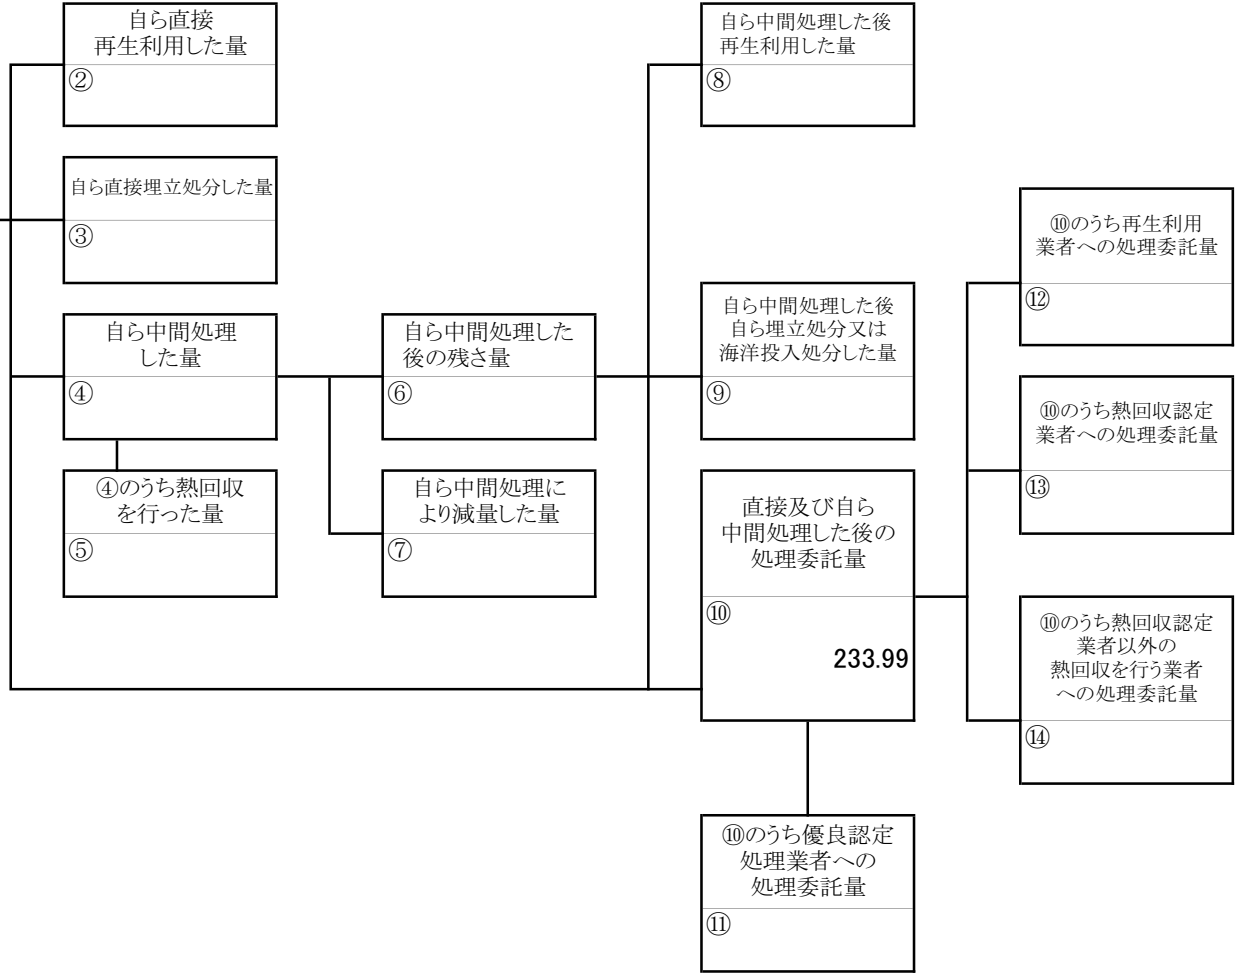 自ら直接
再生利用した量
②
自ら直接埋立処分した量
③
自ら中間処理
した量
④
④のうち熱回収
を行った量
⑤
自ら中間処理した
後の残さ量
⑥
自ら中間処理に
より減量した量
⑦
自ら中間処理した後
再生利用した量
⑧
自ら中間処理した後
自ら埋立処分又は
海洋投入処分した量
⑨
直接及び自ら
中間処理した後の
処理委託量
⑩
233.99
⑩のうち優良認定
処理業者への
処理委託量
⑪
⑩のうち再生利用
業者への処理委託量
⑫
⑩のうち熱回収認定
業者への処理委託量
⑬
⑩のうち熱回収認定
業者以外の
熱回収を行う業者
への処理委託量
⑭